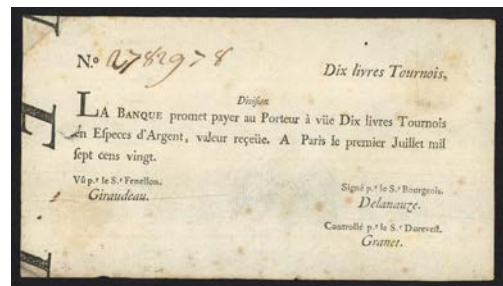 N.º 2782978
Dix livres Tournois.
Division
LA BANQUE promet payer au Porteur à vüe Dix livres Tournois
en Especes d'Argent, valeur reçeüe. A Paris le premier Juillet mil
sept cens vingt.
Vû p.r le S.r Fenellon.
Giraudeau.
Signé p.r le S.r Bourgeois.
Delanauze.
Controllé p.r le S.r Durevest.
Granet.